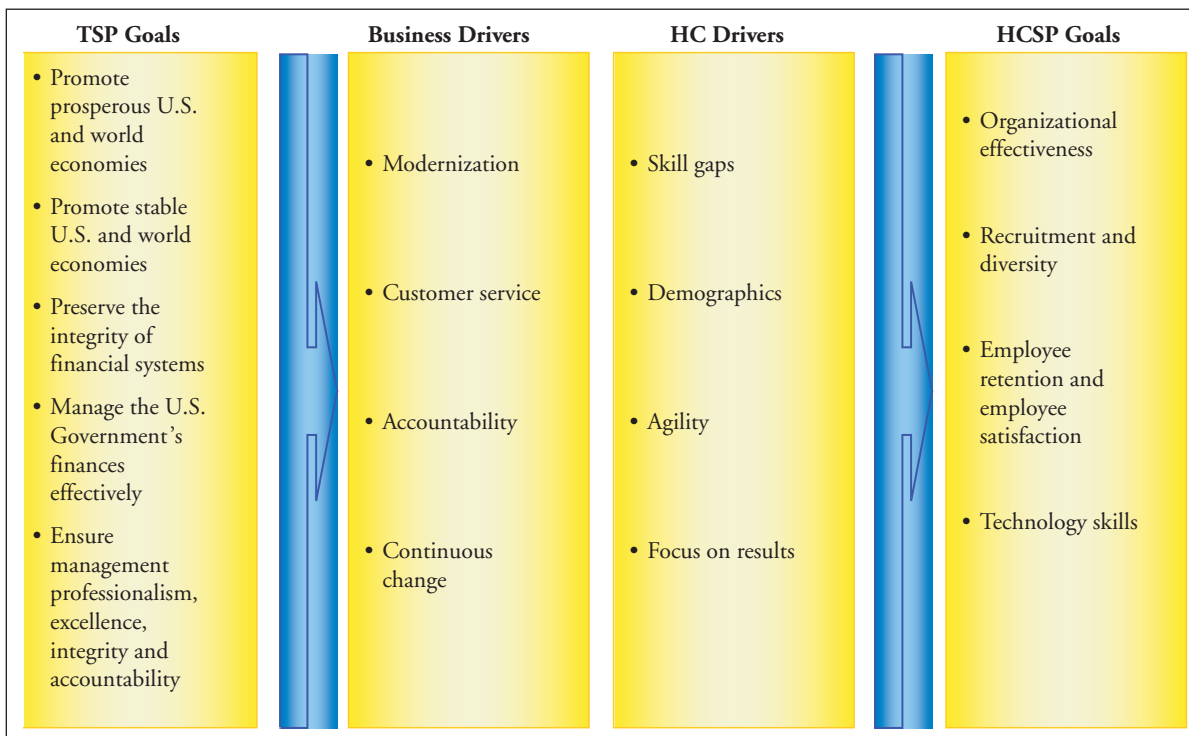 TSP Goals
• Promote
prosperous U.S.
and world
economies
• Promote stable
U.S. and world
economies
• Preserve the
integrity of
financial systems
• Manage the U.S.
Government's
finances
effectively
• Ensure
management
professionalism,
excellence,
integrity and
accountability
Business Drivers
• Modernization
• Customer service
• Accountability
• Continuous
change
HC Drivers
• Skill gaps
• Demographics
• Agility
• Focus on results
HCSP Goals
• Organizational
effectiveness
• Recruitment and
diversity
• Employee
retention and
employee
satisfaction
• Technology skills